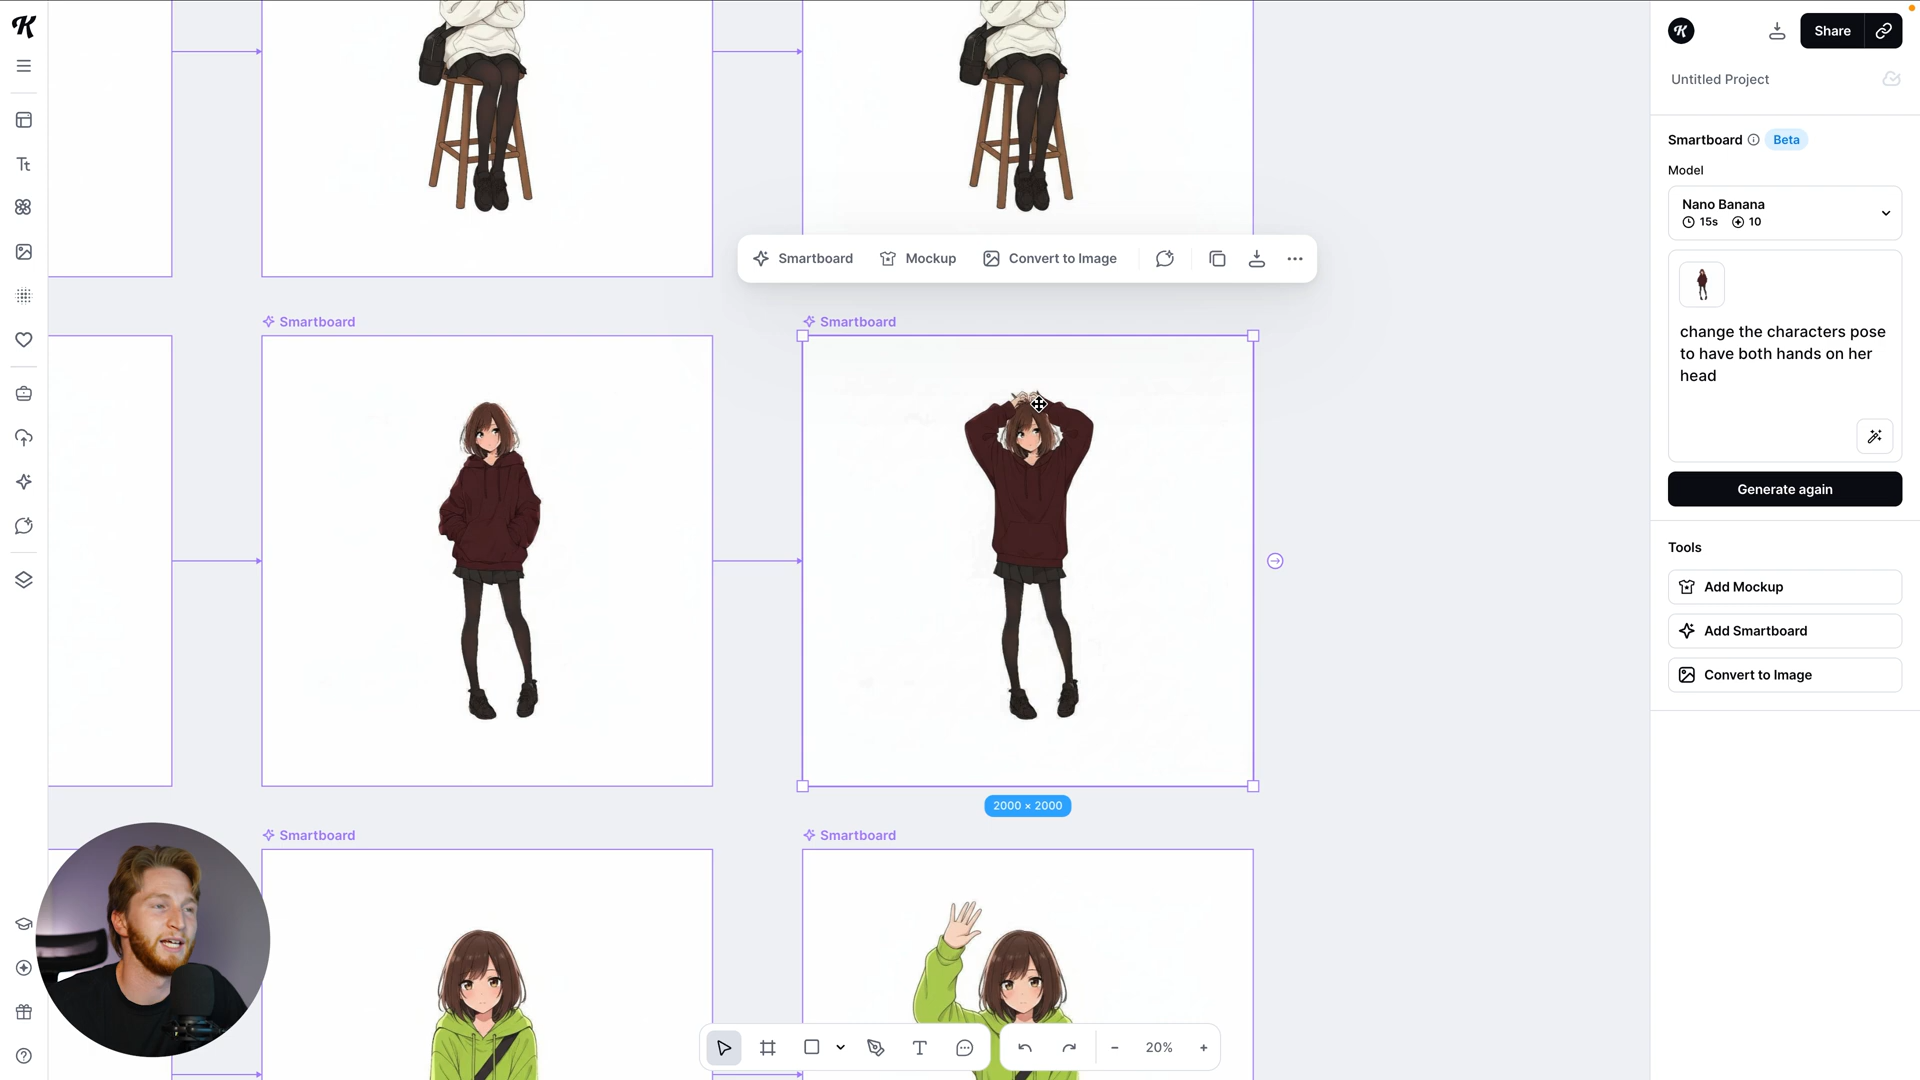 Share
Untitled Project
Smartboard
Beta
Model
Nano Banana
15s
10
change the characters pose
to have both hands on her
head
Generate again
Tools
Add Mockup
Add Smartboard
Convert to Image
Smartboard
Mockup
Convert to Image
Smartboard
Smartboard
2000 × 2000
Smartboard
Smartboard
20%